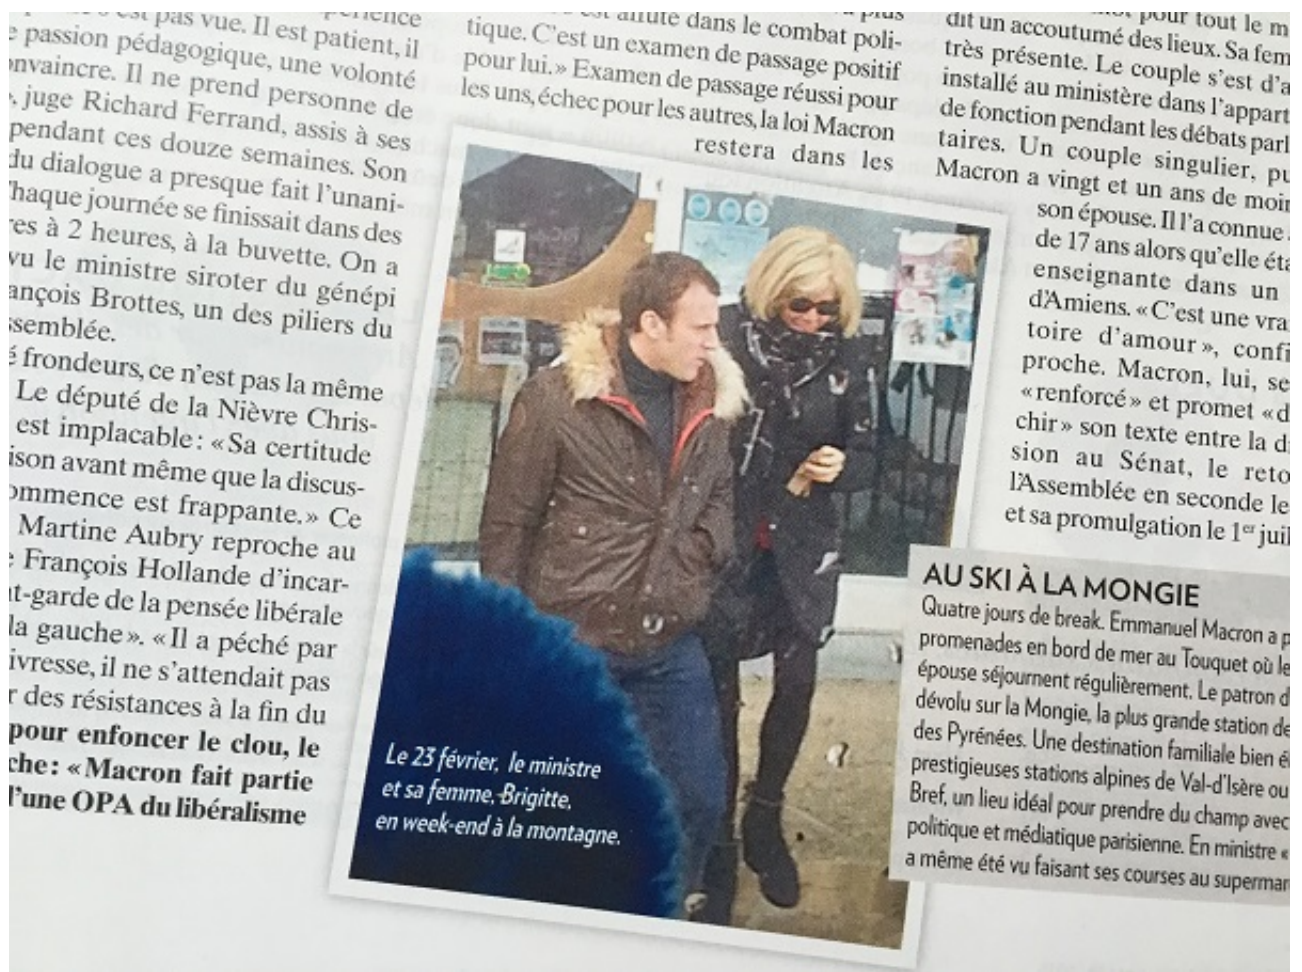 pas vue. Il est patient, il
passion pédagogique, une volonté
convaincre. Il ne prend personne de
, juge Richard Ferrand, assis à ses
pendant ces douze semaines. Son
du dialogue a presque fait l'unani-
haque journée se finissait dans des
res à 2 heures, à la buvette. On a
vu le ministre siroter du génépi
ançois Brottes, un des piliers du
ssemblée.
é frondeurs, ce n'est pas la même
Le député de la Nièvre Chris-
est implacable : « Sa certitude
ison avant même que la discus-
ommence est frappante. » Ce
Martine Aubry reproche au
François Hollande d'incar-
t-garde de la pensée libérale
la gauche ». « Il a péché par
ivresse, il ne s'attendait pas
r des résistances à la fin du
pour enfoncer le clou, le
che : « Macron fait partie
l'une OPA du libéralisme
est affûté dans le combat poli-
tique. C'est un examen de passage positif
pour lui. » Examen de passage réussi pour
les uns, échec pour les autres, la loi Macron
restera dans les
Le 23 février, le ministre
et sa femme, Brigitte,
en week-end à la montagne.
pour tout le m
dit un accoutumé des lieux. Sa fem
très présente. Le couple s'est d'a
installé au ministère dans l'appart
de fonction pendant les débats parl
taires. Un couple singulier, pu
Macron a vingt et un ans de moin
son épouse. Il l'a connue
de 17 ans alors qu'elle éta
enseignante dans un
d'Amiens. « C'est une vra
toire d'amour », confi
proche. Macron, lui, se
« renforcé » et promet « d
chir » son texte entre la di
sion au Sénat, le reto
l'Assemblée en seconde le
et sa promulgation le 1er juil
AU SKI À LA MONGIE
Quatre jours de break. Emmanuel Macron a p
promenades en bord de mer au Touquet où le
épouse séjournent régulièrement. Le patron d
dévolu sur la Mongie, la plus grande station de
des Pyrénées. Une destination familiale bien él
prestigieuses stations alpines de Val-d'Isère ou
Bref, un lieu idéal pour prendre du champ avec
politique et médiatique parisienne. En ministre «
a même été vu faisant ses courses au supermar